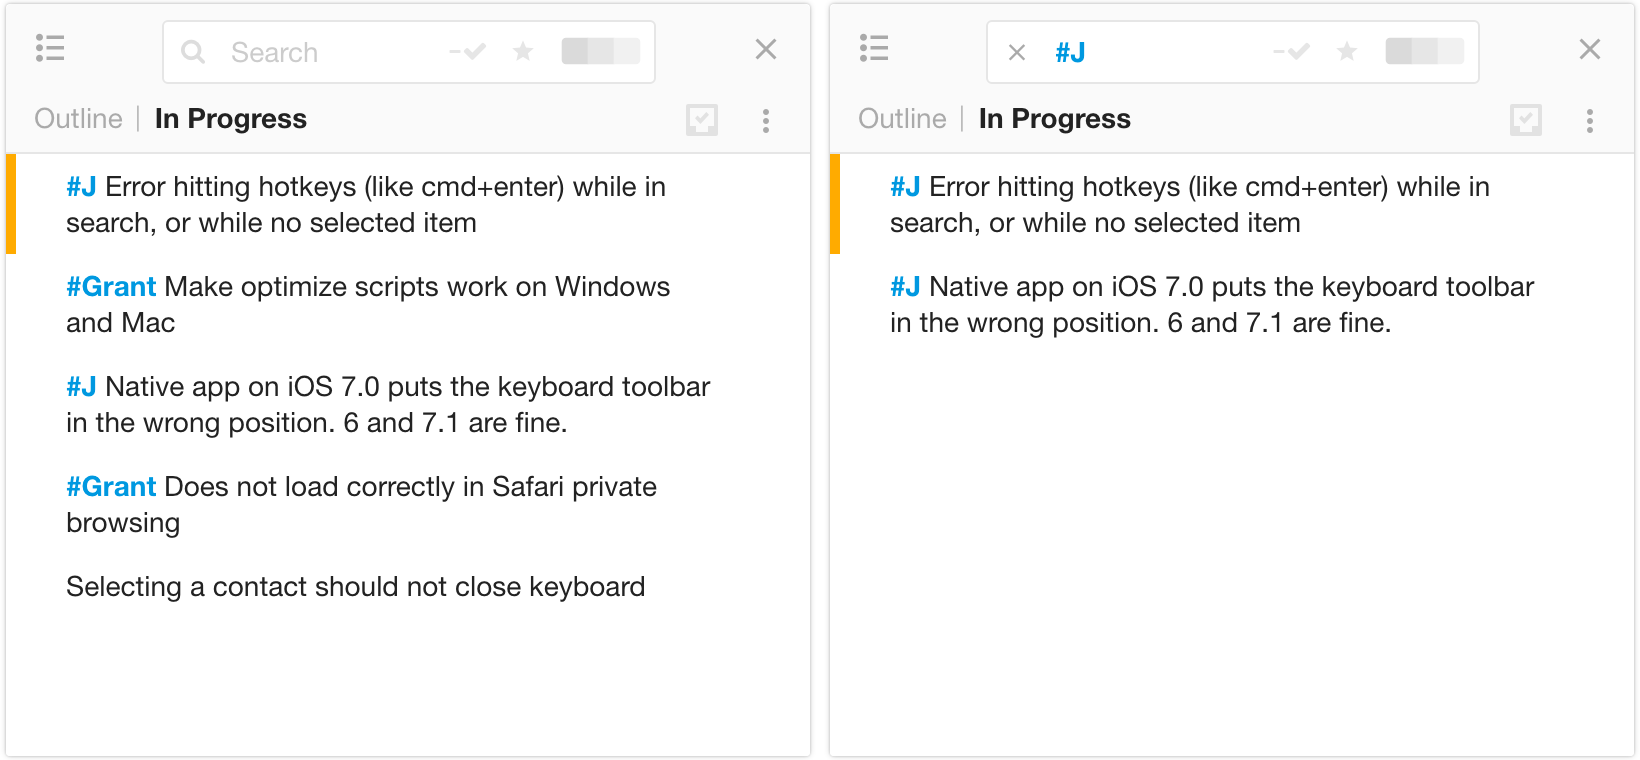 Search
Outline | In Progress
#J Error hitting hotkeys (like cmd+enter) while in
search, or while no selected item
#Grant Make optimize scripts work on Windows
and Mac
#J Native app on iOS 7.0 puts the keyboard toolbar
in the wrong position. 6 and 7.1 are fine.
#Grant Does not load correctly in Safari private
browsing
Selecting a contact should not close keyboard
#J
Outline | In Progress
#J Error hitting hotkeys (like cmd+enter) while in
search, or while no selected item
#J Native app on iOS 7.0 puts the keyboard toolbar
in the wrong position. 6 and 7.1 are fine.